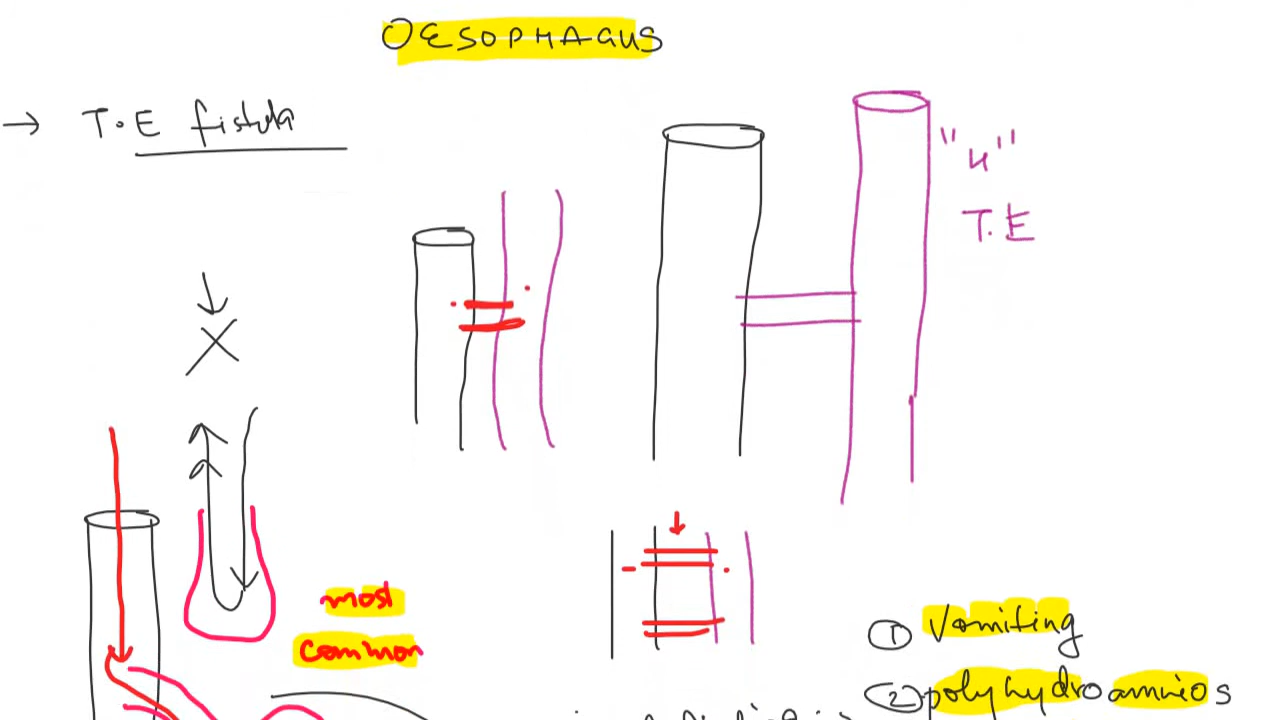 OESOPHAGUS
→ T.E fistula
"H"
T.E
most
common
① Vomiting
② polyhydroamnios